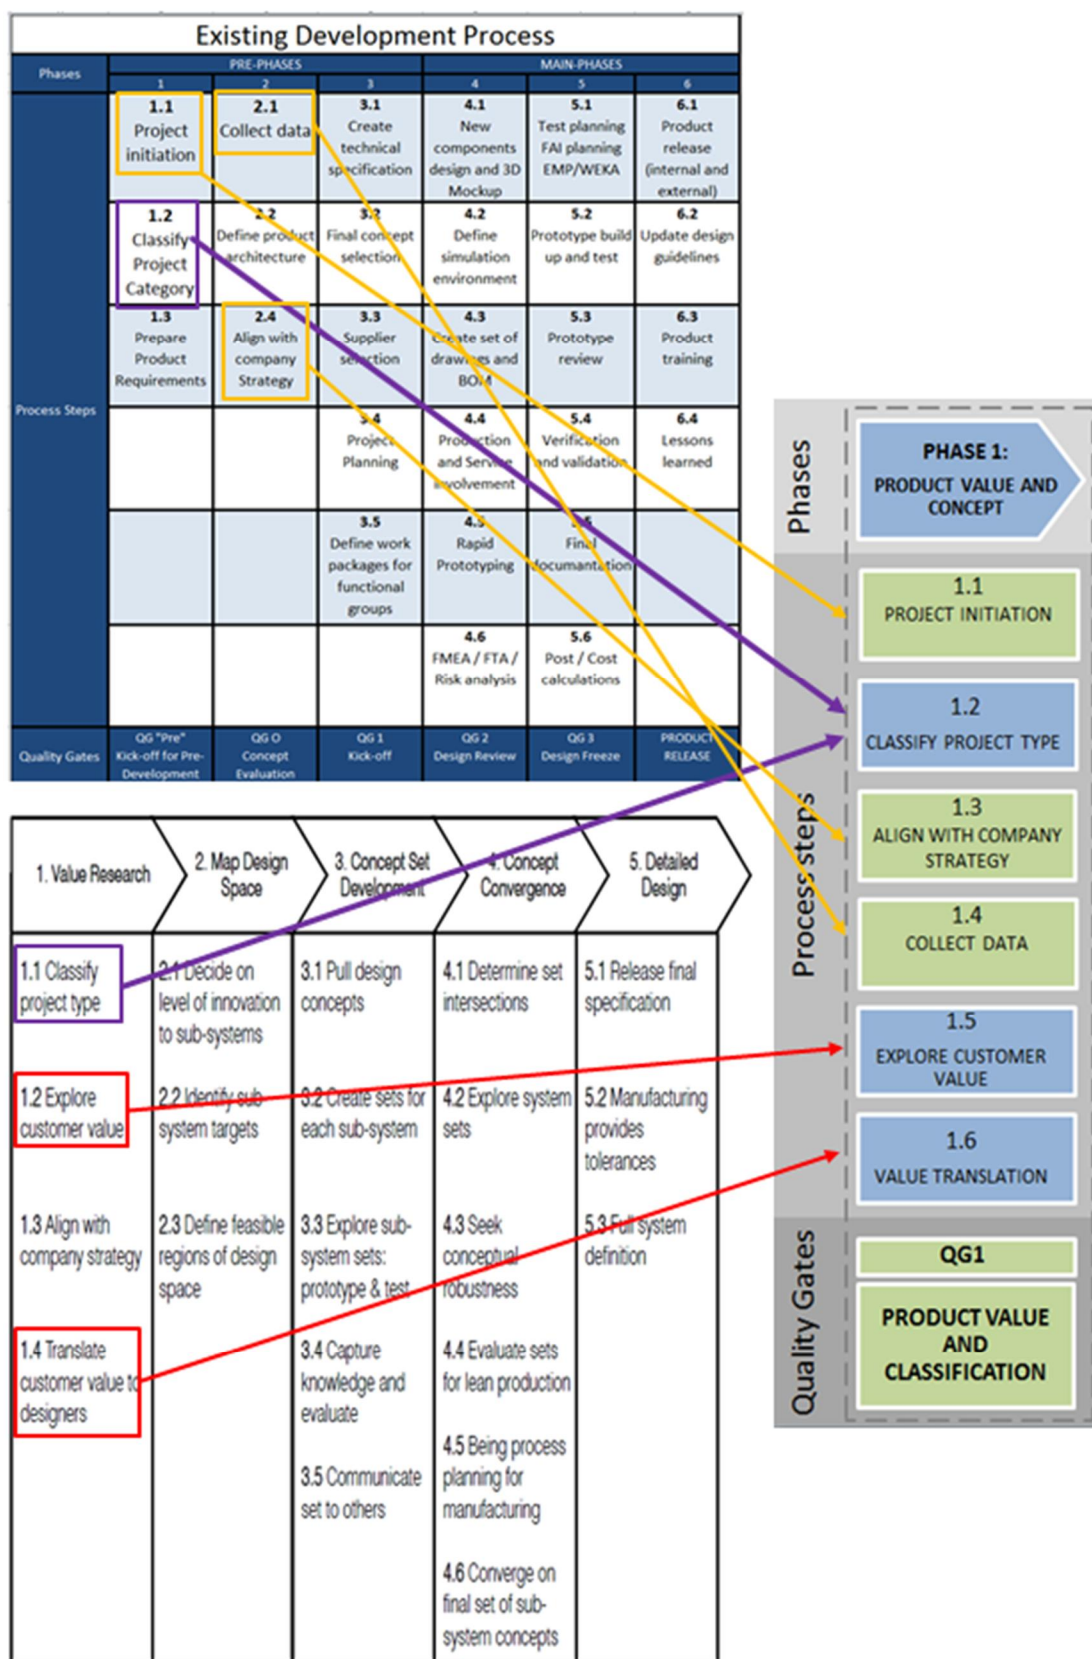 Existing Development Process
Phases
PRE-PHASES
MAIN-PHASES
1
2
3
4
5
6
Process Steps
1.1
Project
initiation
2.1
Collect data
3.1
Create
technical
specification
4.1
New
components
design and 3D
Mockup
5.1
Test planning
FAI planning
EMP/WEKA
6.1
Product
release
(internal and
external)
1.2
Classify
Project
Category
2.2
Define product
architecture
3.2
Final concept
selection
4.2
Define
simulation
environment
5.2
Prototype build
up and test
6.2
Update design
guidelines
1.3
Prepare
Product
Requirements
2.4
Align with
company
Strategy
3.3
Supplier
selection
4.3
Create set of
drawings and
BOM
5.3
Prototype
review
6.3
Product
training
3.4
Project
Planning
4.4
Production
and Service
involvement
5.4
Verification
and validation
6.4
Lessons
learned
3.5
Define work
packages for
functional
groups
4.5
Rapid
Prototyping
Final
documantation
4.6
FMEA / FTA /
Risk analysis
5.6
Post / Cost
calculations
Quality Gates
QG "Pre"
Kick-off for Pre-
Development
QG O
Concept
Evaluation
QG 1
Kick-off
QG 2
Design Review
QG 3
Design Freeze
PRODUCT
RELEASE
1. Value Research
2. Map Design
Space
3. Concept Set
Development
4. Concept
Convergence
5. Detailed
Design
1.1 Classify
project type
1.2 Explore
customer value
1.3 Align with
company strategy
1.4 Translate
customer value to
designers
2.1 Decide on
level of innovation
to sub-systems
2.2 Identify sub-
system targets
2.3 Define feasible
regions of design
space
3.1 Pull design
concepts
3.2 Create sets for
each sub-system
3.3 Explore sub-
system sets:
prototype & test
3.4 Capture
knowledge and
evaluate
3.5 Communicate
set to others
4.1 Determine set
intersections
4.2 Explore system
sets
4.3 Seek
conceptual
robustness
4.4 Evaluate sets
for lean production
4.5 Being process
planning for
manufacturing
4.6 Converge on
final set of sub-
system concepts
5.1 Release final
specification
5.2 Manufacturing
provides
tolerances
5.3 Full system
definition
Phases
PHASE 1:
PRODUCT VALUE AND
CONCEPT
Process steps
1.1
PROJECT INITIATION
1.2
CLASSIFY PROJECT TYPE
1.3
ALIGN WITH COMPANY
STRATEGY
1.4
COLLECT DATA
1.5
EXPLORE CUSTOMER
VALUE
1.6
VALUE TRANSLATION
Quality Gates
QG1
PRODUCT VALUE
AND
CLASSIFICATION